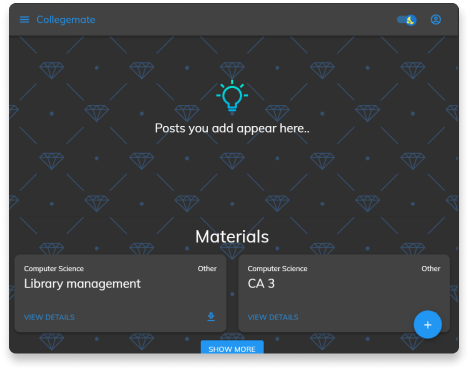 Collegemate
Posts you add appear here..
Materials
Computer Science
Other
Library management
VIEW DETAILS
Computer Science
Other
CA 3
VIEW DETAILS
+
SHOW MORE